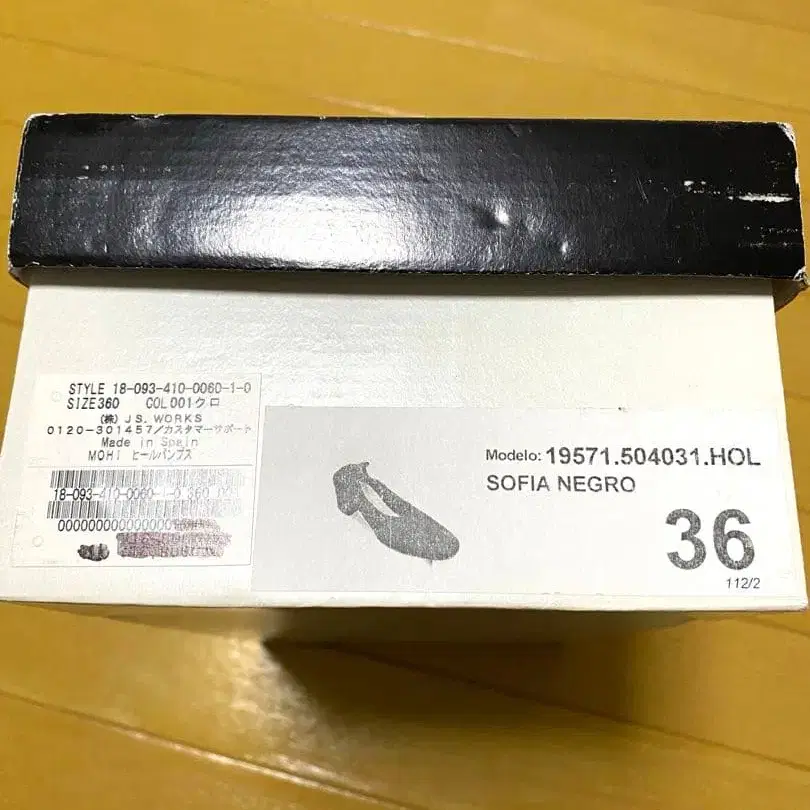 STYLE 18-093-410-0060-1-0
SIZE360 COL001クロ
(株) J.S. WORKS
0120-301457/カスタマーサポート
Made in Spain
MOHI ヒールパンプス
18-093-410-0060-1-0 360 001
Modelo: 19571.504031.HOL
SOFIA NEGRO
36
112/2